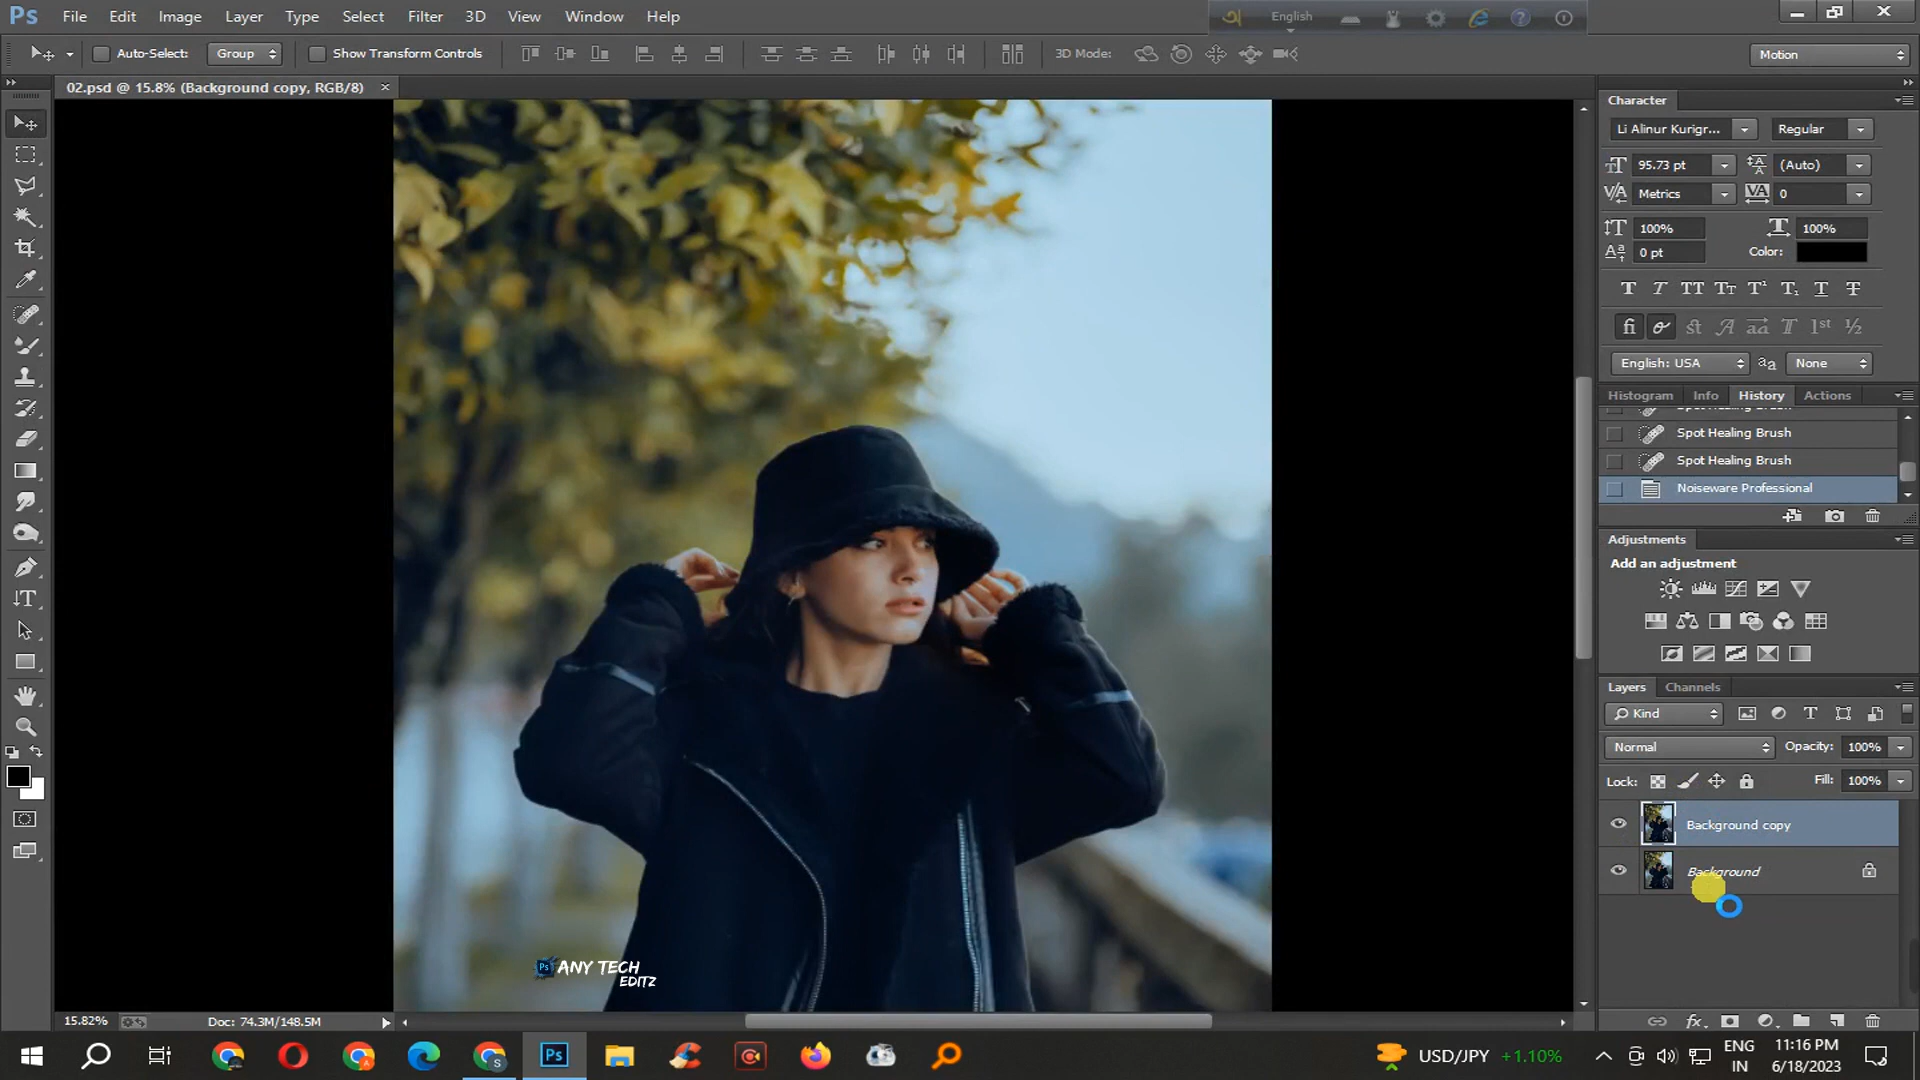 Ps File Edit Image Layer Type Select Filter 3D View Window Help
English
Auto-Select: Group Show Transform Controls 3D Mode: Motion
02.psd @ 15.8% (Background copy, RGB/8) ×
Character
Li Alinur Kurigr... Regular
95.73 pt (Auto)
Metrics 0
100% 100%
0 pt Color:
English: USA aa None
Histogram Info History Actions
Spot Healing Brush
Spot Healing Brush
Spot Healing Brush
Noiseware Professional
Adjustments
Add an adjustment
Layers Channels
Kind
Normal Opacity: 100%
Lock: Fill: 100%
Background copy
Background
Ps ANY TECH
EDITZ
15.82% Doc: 74.3M/148.5M
USD/JPY +1.10%
ENG
IN
11:16 PM
6/18/2023